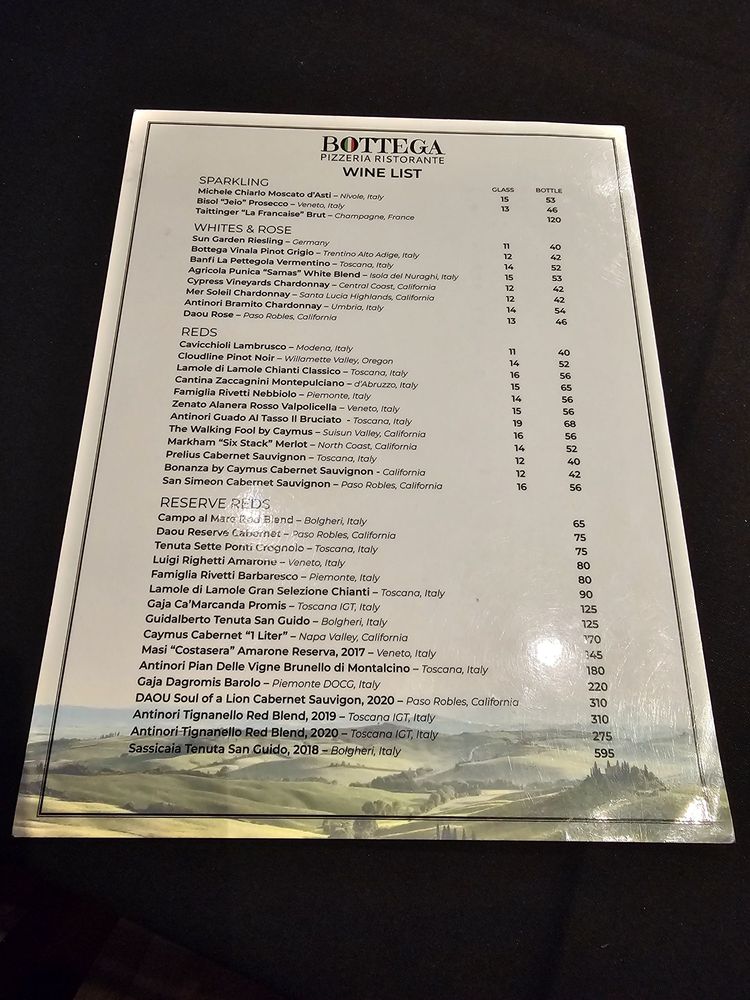 BOTTEGA
PIZZERIA RISTORANTE
WINE LIST
SPARKLING GLASS BOTTLE
Michele Chiarlo Moscato d'Asti – Nivole, Italy 15 53
Bisol "Jeio" Prosecco – Veneto, Italy 13 46
Taittinger "La Francaise" Brut – Champagne, France 120
WHITES & ROSE
Sun Garden Riesling – Germany 11 40
Bottega Vinala Pinot Grigio – Trentino Alto Adige, Italy 12 42
Banfi La Pettegola Vermentino – Toscana, Italy 14 52
Agricola Punica "Samas" White Blend – Isola del Nuraghi, Italy 15 53
Cypress Vineyards Chardonnay – Central Coast, California 12 42
Mer Soleil Chardonnay – Santa Lucia Highlands, California 12 42
Antinori Bramito Chardonnay – Umbria, Italy 14 54
Daou Rose – Paso Robles, California 13 46
REDS
Cavicchioli Lambrusco – Modena, Italy 11 40
Cloudline Pinot Noir – Willamette Valley, Oregon 14 52
Lamole di Lamole Chianti Classico – Toscana, Italy 16 56
Cantina Zaccagnini Montepulciano – d'Abruzzo, Italy 15 65
Famiglia Rivetti Nebbiolo – Piemonte, Italy 14 56
Zenato Alanera Rosso Valpolicella – Veneto, Italy 15 56
Antinori Guado Al Tasso Il Bruciato - Toscana, Italy 19 68
The Walking Fool by Caymus – Suisun Valley, California 16 56
Markham "Six Stack" Merlot – North Coast, California 14 52
Prelius Cabernet Sauvignon – Toscana, Italy 12 40
Bonanza by Caymus Cabernet Sauvignon - California 12 42
San Simeon Cabernet Sauvignon – Paso Robles, California 16 56
RESERVE REDS
Campo al Mare Red Blend – Bolgheri, Italy 65
Daou Reserve Cabernet – Paso Robles, California 75
Tenuta Sette Ponti Crognolo – Toscana, Italy 75
Luigi Righetti Amarone – Veneto, Italy 80
Famiglia Rivetti Barbaresco – Piemonte, Italy 80
Lamole di Lamole Gran Selezione Chianti – Toscana, Italy 90
Gaja Ca'Marcanda Promis – Toscana IGT, Italy 125
Guidalberto Tenuta San Guido – Bolgheri, Italy 125
Caymus Cabernet "1 Liter" – Napa Valley, California 170
Masi "Costasera" Amarone Reserva, 2017 – Veneto, Italy 145
Antinori Pian Delle Vigne Brunello di Montalcino – Toscana, Italy 180
Gaja Dagromis Barolo – Piemonte DOCG, Italy 220
DAOU Soul of a Lion Cabernet Sauvigon, 2020 – Paso Robles, California 310
Antinori Tignanello Red Blend, 2019 – Toscana IGT, Italy 310
Antinori Tignanello Red Blend, 2020 – Toscana IGT, Italy 275
Sassicaia Tenuta San Guido, 2018 – Bolgheri, Italy 595